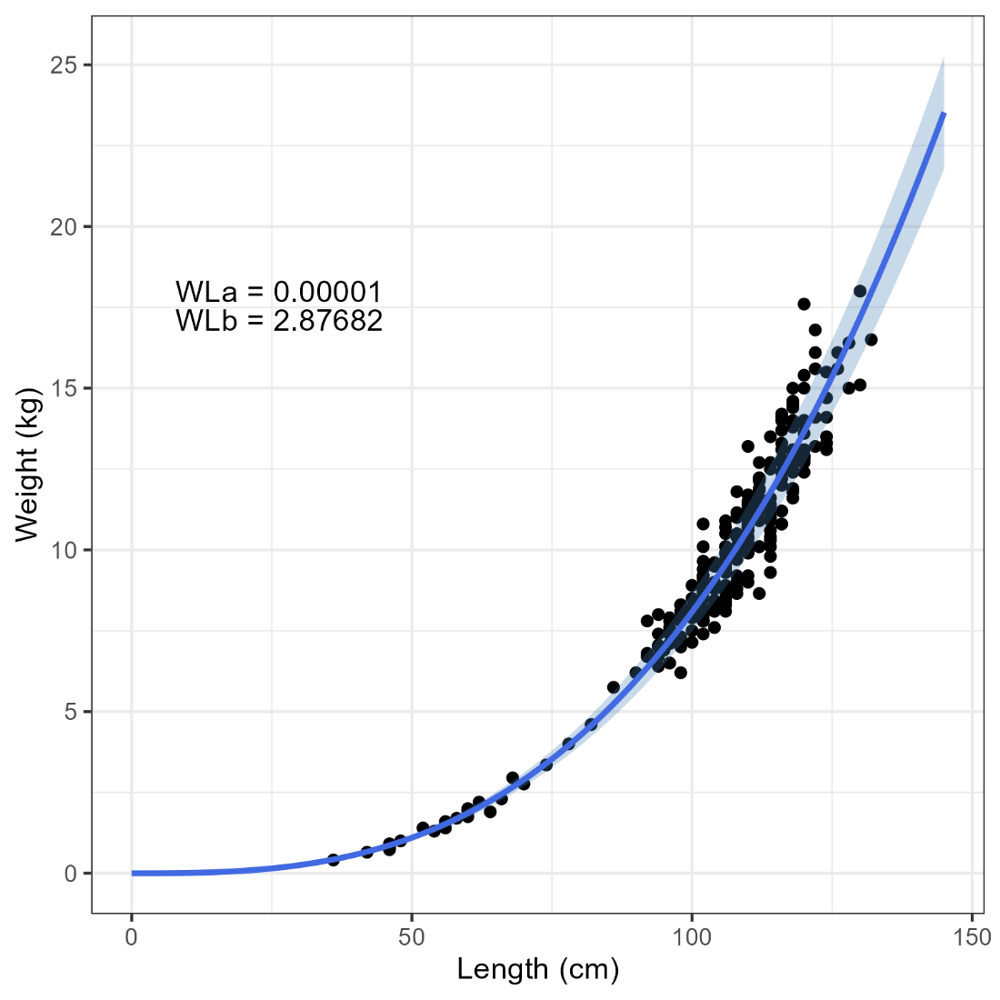 25
20
15
10
5
0
WLa = 0.00001
WLb = 2.87682
Weight (kg)
0 50 100 150
Length (cm)